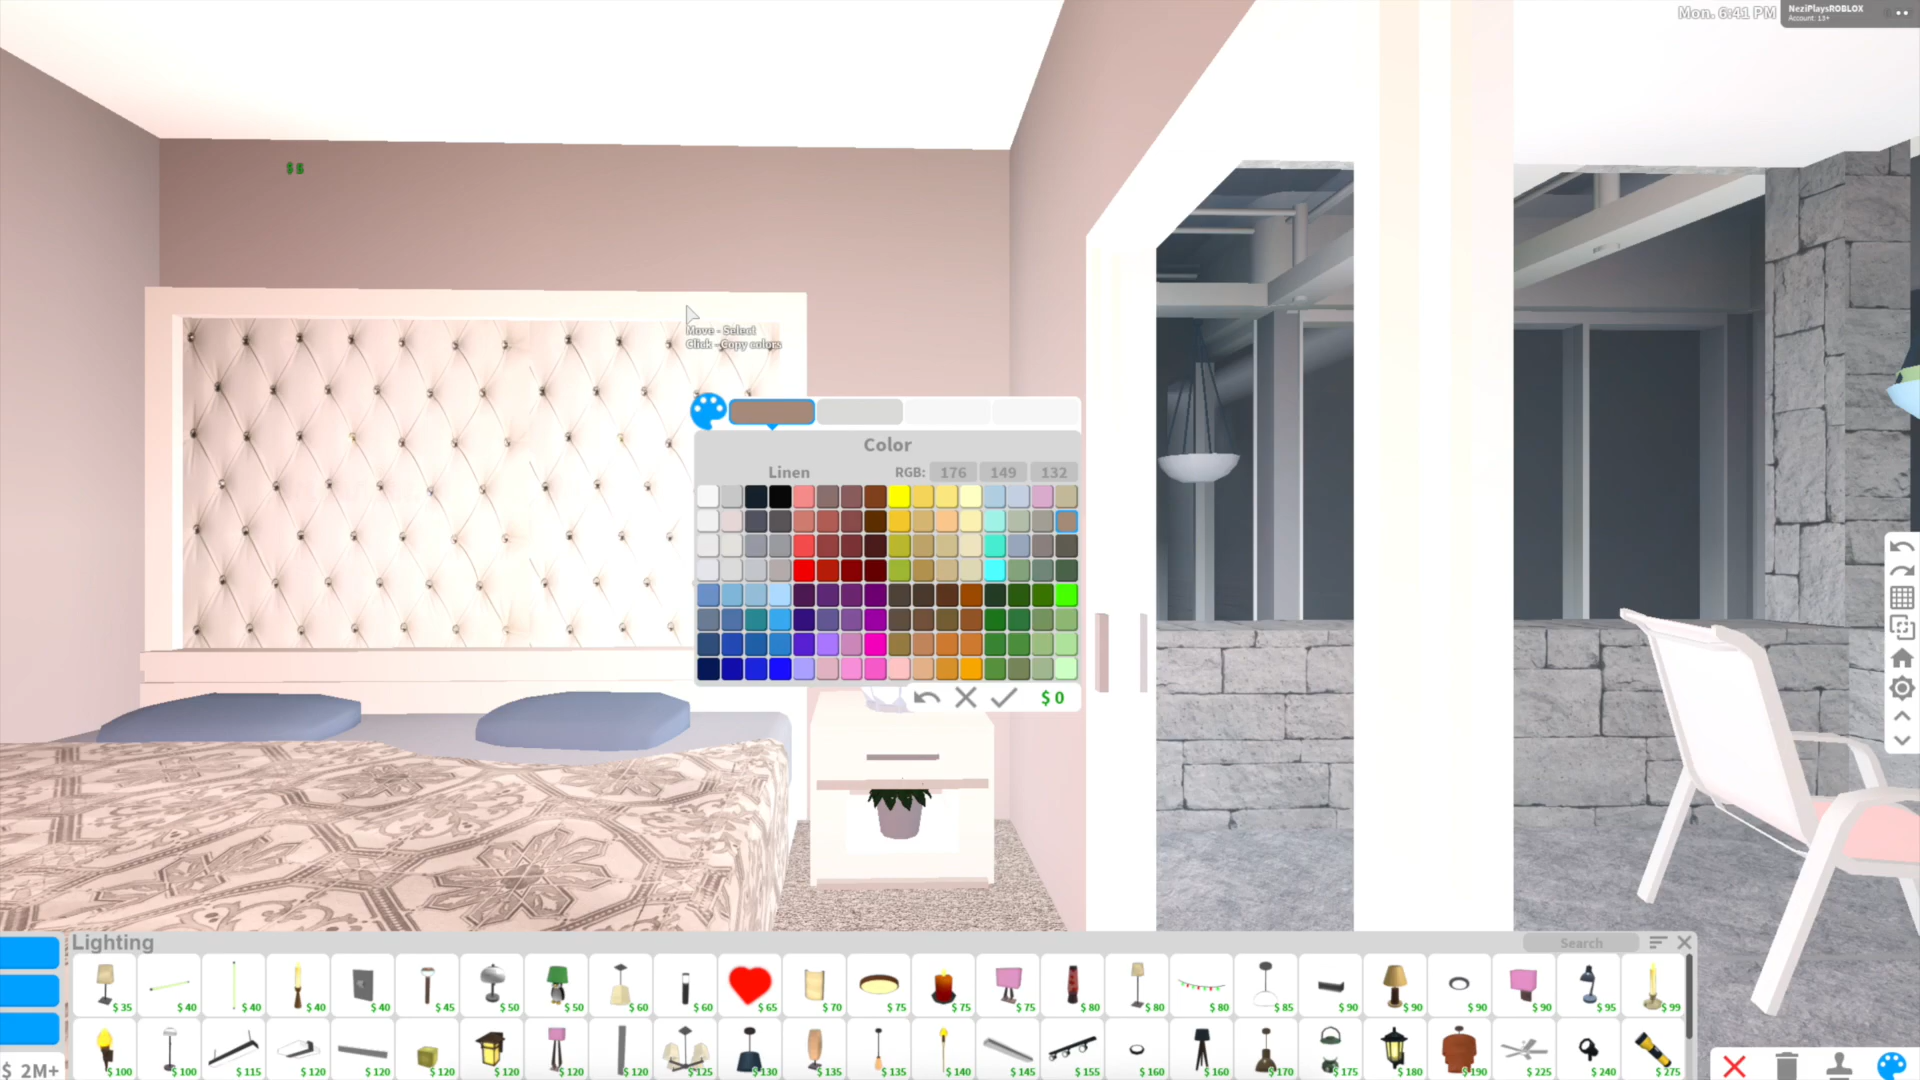 Mon. 6:41 PM
NeziPlaysROBLOX
Account: 13+
Move - Select
Click - Copy colors
Color
Linen RGB: 176 149 132
$ 0
Lighting Search
$ 35 $ 40 $ 40 $ 40 $ 40 $ 45 $ 50 $ 50 $ 60 $ 60 $ 65 $ 70 $ 75 $ 75 $ 75 $ 80 $ 80 $ 80 $ 85 $ 90 $ 90 $ 90 $ 90 $ 95 $ 99
$ 100 $ 100 $ 115 $ 120 $ 120 $ 120 $ 120 $ 120 $ 120 $ 125 $ 130 $ 135 $ 135 $ 140 $ 145 $ 155 $ 160 $ 160 $ 170 $ 175 $ 180 $ 190 $ 225 $ 240 $ 275
$ 2M+